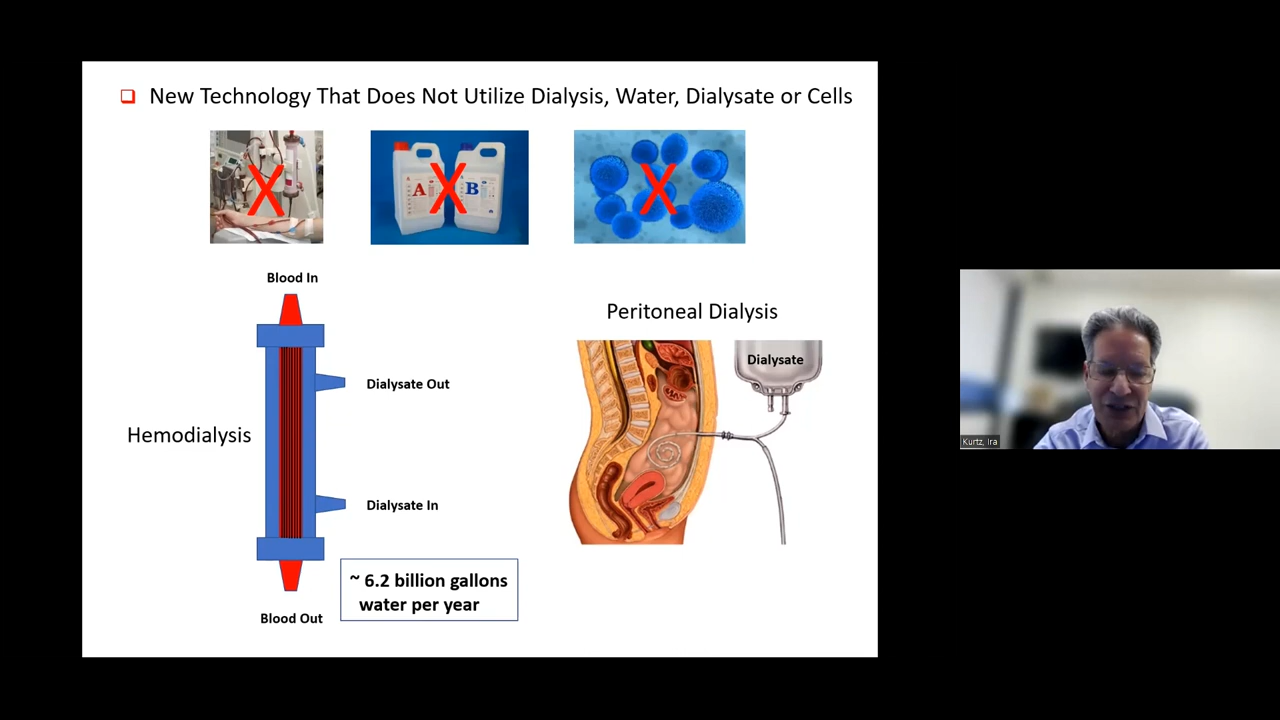 New Technology That Does Not Utilize Dialysis, Water, Dialysate or Cells
A
B
Blood In
Dialysate Out
Hemodialysis
Dialysate In
~ 6.2 billion gallons
water per year
Blood Out
Peritoneal Dialysis
Dialysate
Kurtz, Ira